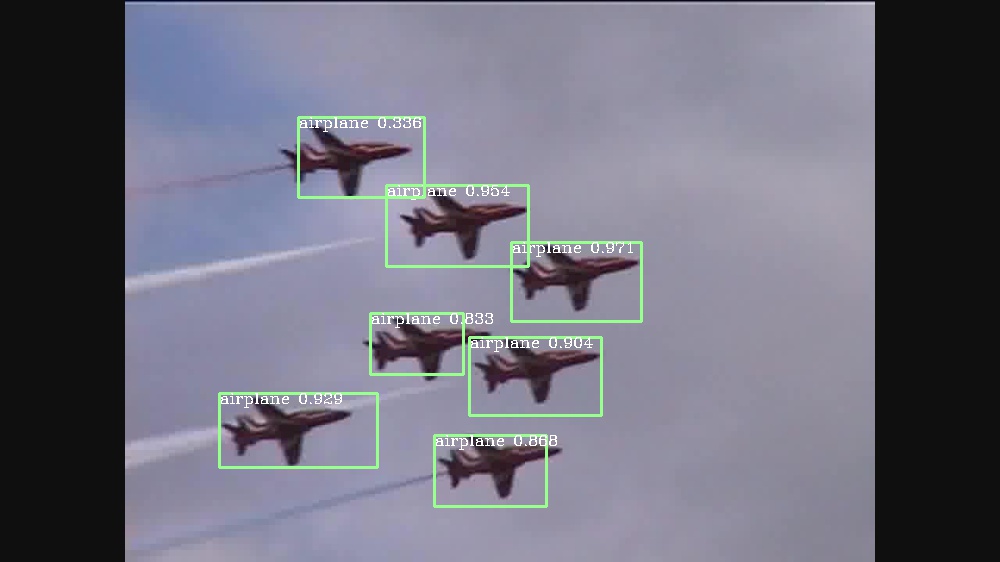 airplane 0.336
airplane 0.954
airplane 0.971
airplane 0.833
airplane 0.904
airplane 0.929
airplane 0.868